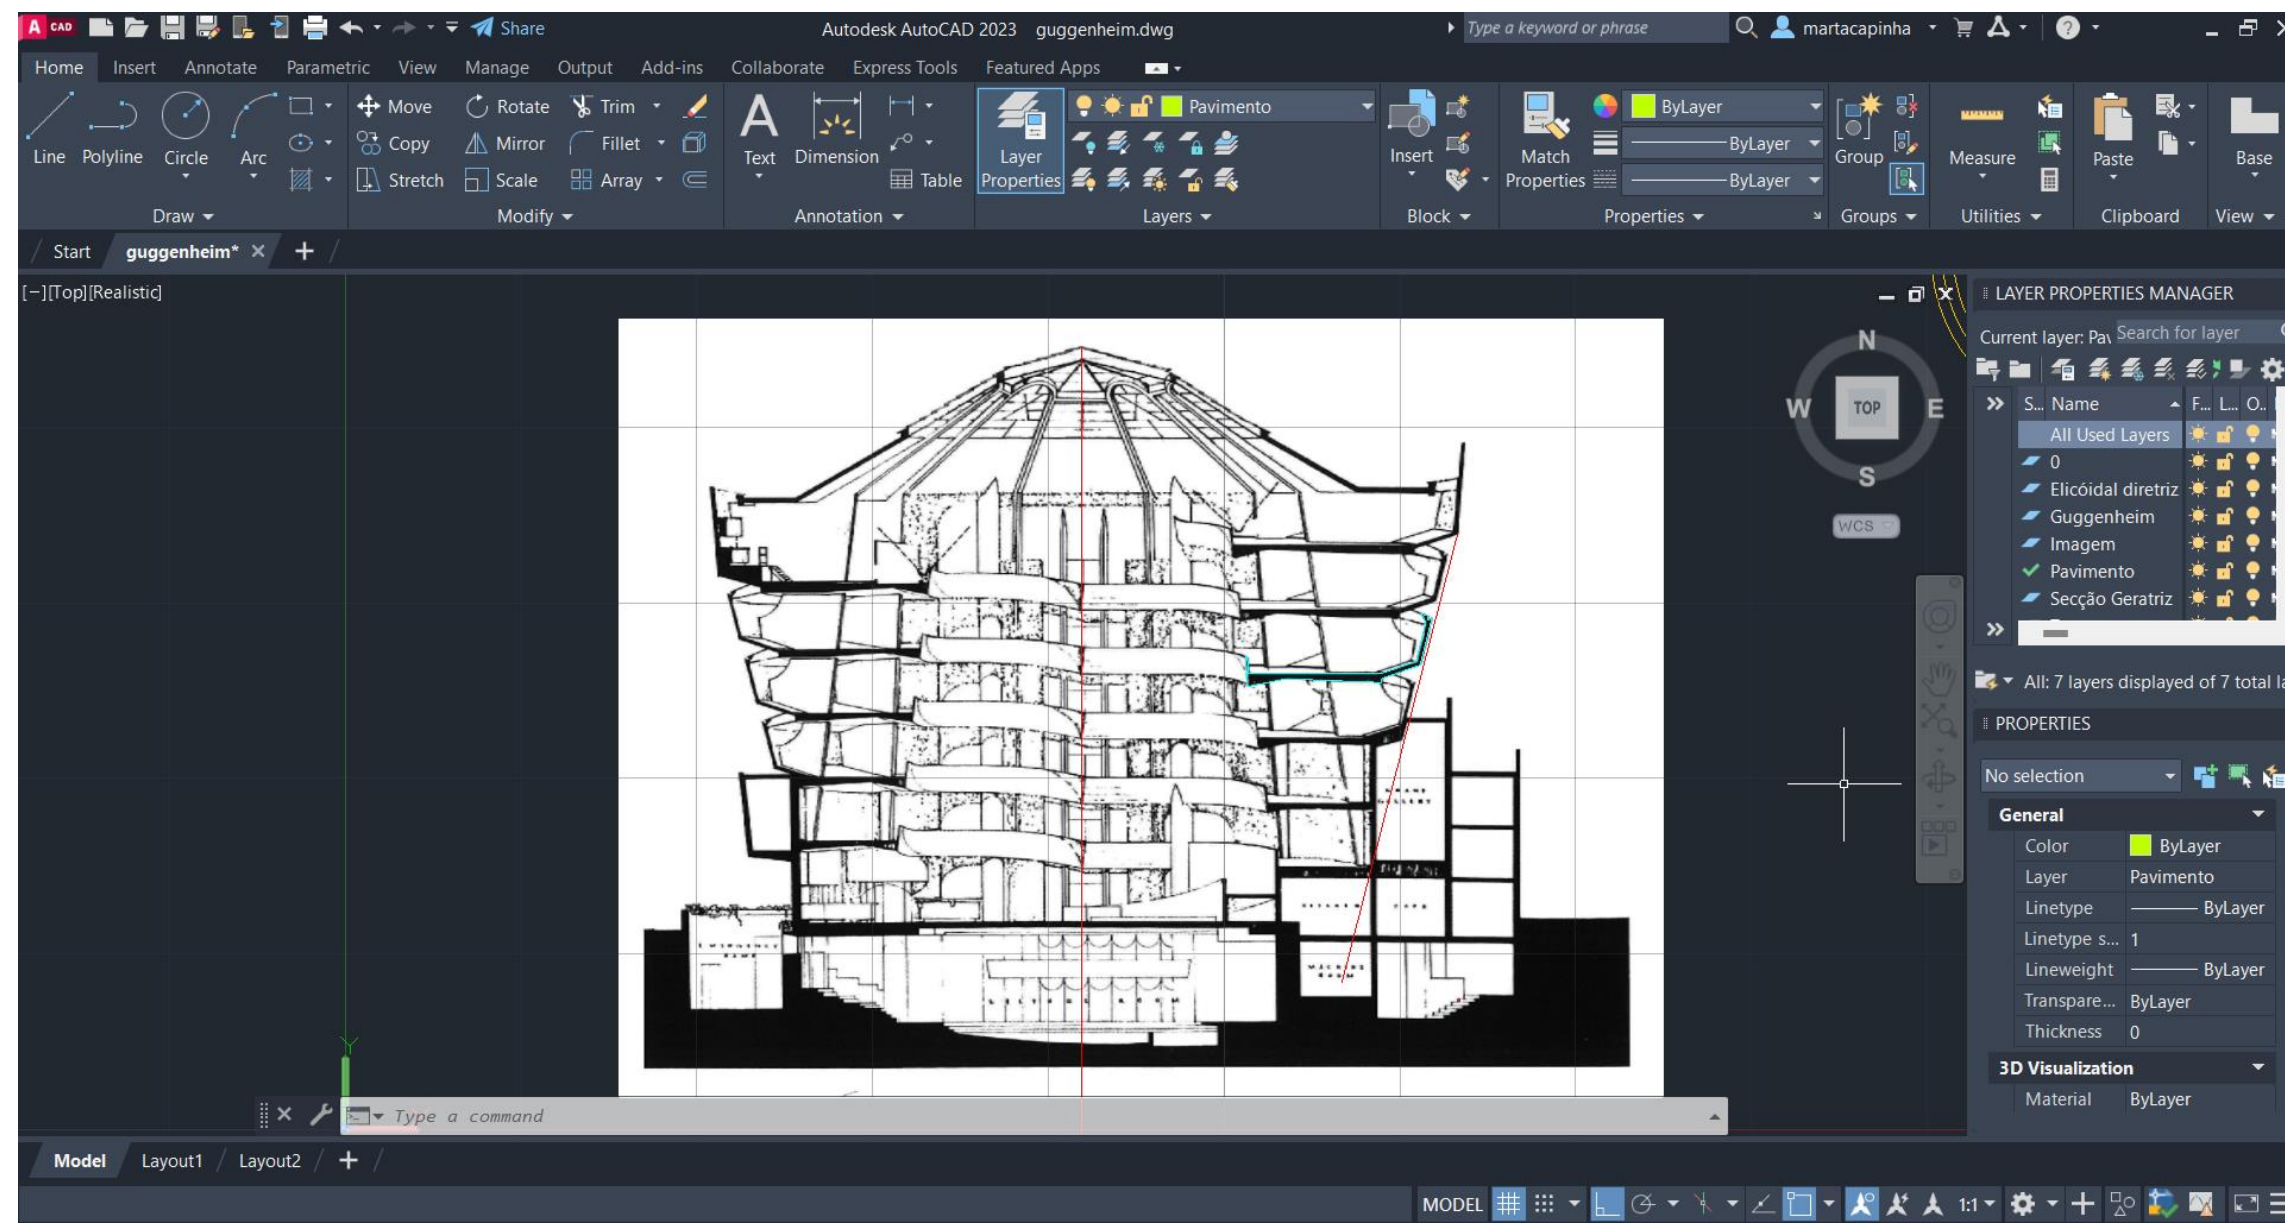 A CAD Share Autodesk AutoCAD 2023 guggenheim.dwg Type a keyword or phrase martacapinha
Home Insert Annotate Parametric View Manage Output Add-ins Collaborate Express Tools Featured Apps
Move Rotate Trim Pavimento ByLayer
Copy Mirror Fillet ByLayer
Line Polyline Circle Arc Text Dimension Layer Properties Insert Match Properties Group Measure Paste Base
Stretch Scale Array Table ByLayer
Draw Modify Annotation Layers Block Properties Groups Utilities Clipboard View
Start guggenheim*
[−][Top][Realistic]
N
W TOP E
S
WCS
LAYER PROPERTIES MANAGER
Current layer: Pav Search for layer
S... Name F... L... O..
All Used Layers
0
Elicóidal diretriz
Guggenheim
Imagem
Pavimento
Secção Geratriz
All: 7 layers displayed of 7 total la
PROPERTIES
No selection
General
Color ByLayer
Layer Pavimento
Linetype ByLayer
Linetype s... 1
Lineweight ByLayer
Transpare... ByLayer
Thickness 0
3D Visualization
Material ByLayer
Y
Type a command
Model Layout1 Layout2
MODEL 1:1